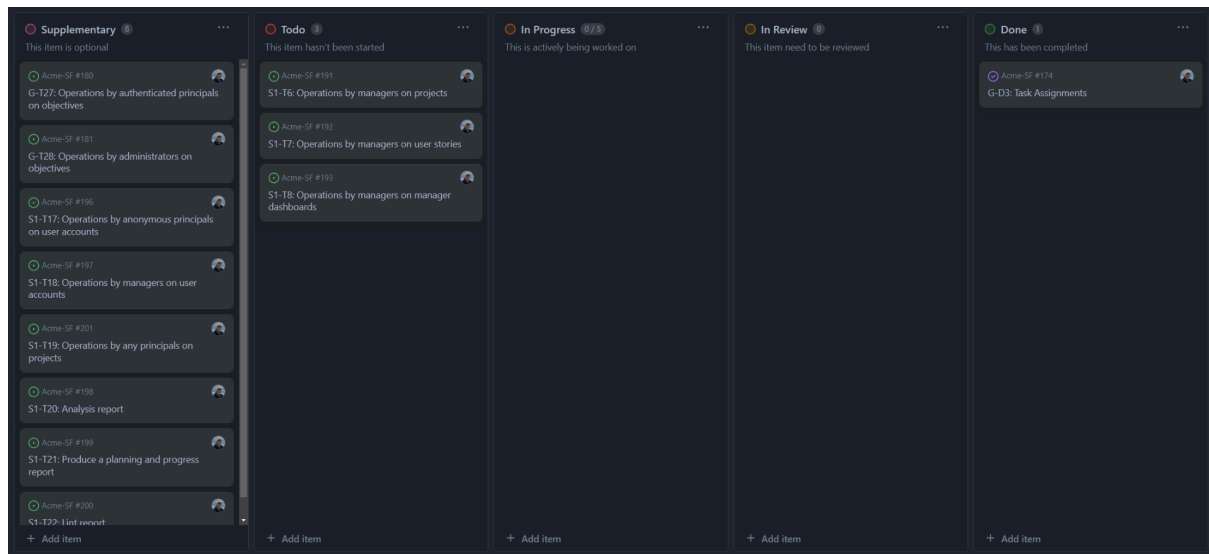 Supplementary 8
This item is optional
Acme-SF #180
G-T27: Operations by authenticated principals
on objectives
Acme-SF #181
G-T28: Operations by administrators on
objectives
Acme-SF #196
S1-T17: Operations by anonymous principals
on user accounts
Acme-SF #197
S1-T18: Operations by managers on user
accounts
Acme-SF #201
S1-T19: Operations by any principals on
projects
Acme-SF #198
S1-T20: Analysis report
Acme-SF #199
S1-T21: Produce a planning and progress
report
Acme-SF #200
S1-T22: Lint report
+ Add item
Todo 3
This item hasn't been started
Acme-SF #191
S1-T6: Operations by managers on projects
Acme-SF #192
S1-T7: Operations by managers on user stories
Acme-SF #193
S1-T8: Operations by managers on manager
dashboards
+ Add item
In Progress 0 / 5
This is actively being worked on
+ Add item
In Review 0
This item need to be reviewed
+ Add item
Done 1
This has been completed
Acme-SF #174
G-D3: Task Assignments
+ Add item